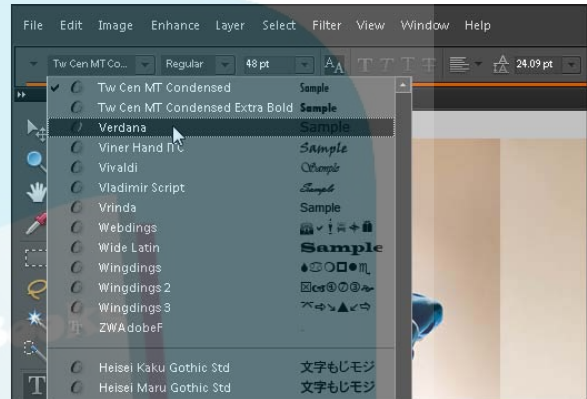 File Edit Image Enhance Layer Select Filter View Window Help
Tw Cen MT Co... Regular 48 pt 24.09 pt
Tw Cen MT Condensed Sample
Tw Cen MT Condensed Extra Bold Sample
Verdana Sample
Viner Hand ITC Sample
Vivaldi Sample
Vladimir Script Sample
Vrinda Sample
Webdings
Wide Latin Sample
Wingdings
Wingdings 2
Wingdings 3
ZWAdobeF
Heisei Kaku Gothic Std 文字もじモジ
Heisei Maru Gothic Std 文字もじモジ